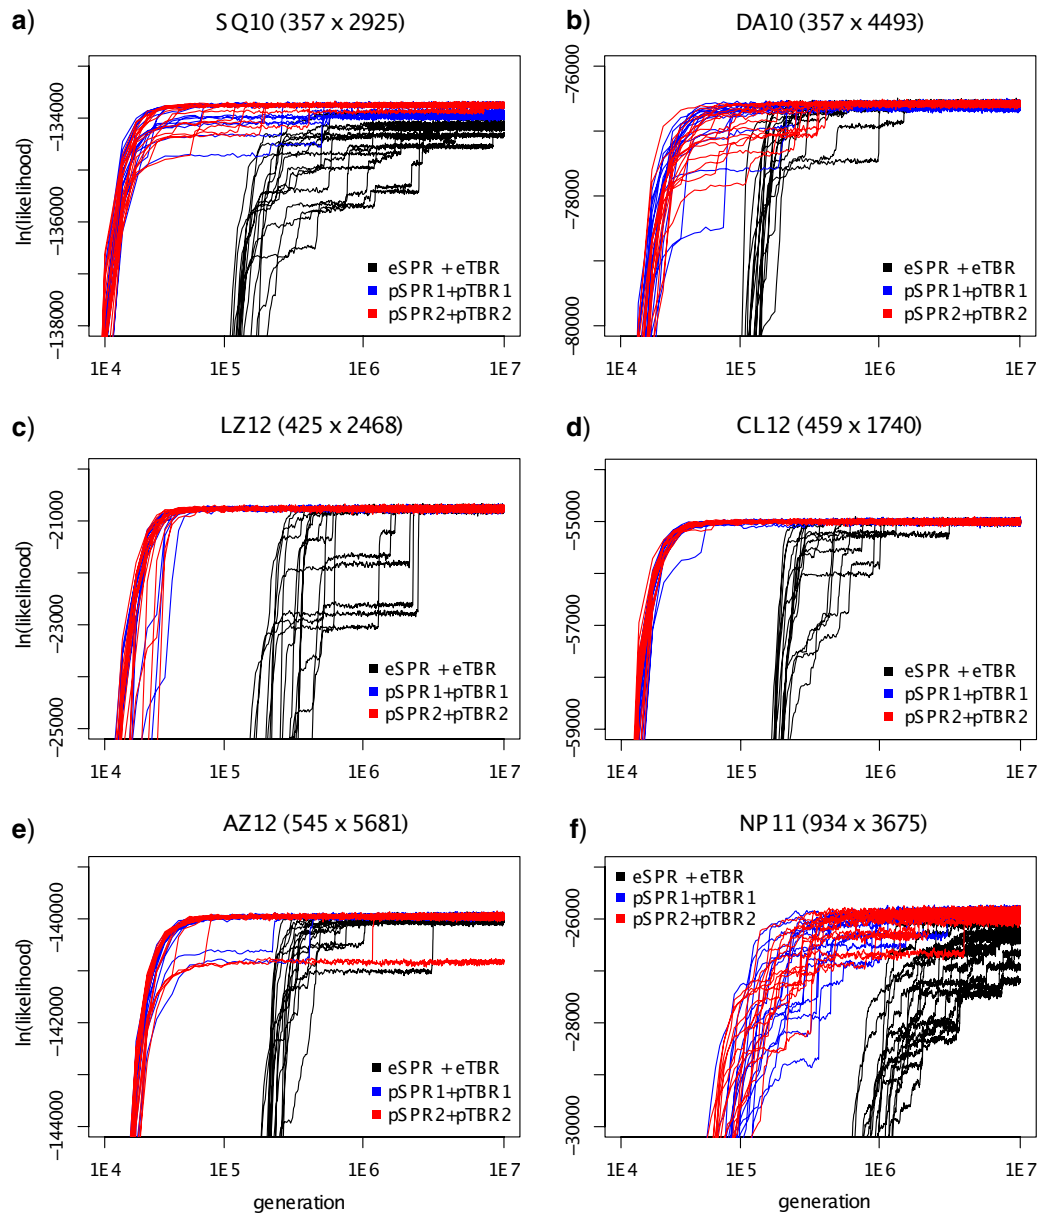 a) SQ10 (357 x 2925)
ln(likelihood)
−134000
−136000
−138000
eSPR + eTBR
pSPR1+pTBR1
pSPR2+pTBR2
1E4 1E5 1E6 1E7
b) DA10 (357 x 4493)
−76000
−78000
−80000
eSPR + eTBR
pSPR1+pTBR1
pSPR2+pTBR2
1E4 1E5 1E6 1E7
c) LZ12 (425 x 2468)
ln(likelihood)
−21000
−23000
−25000
eSPR + eTBR
pSPR1+pTBR1
pSPR2+pTBR2
1E4 1E5 1E6 1E7
d) CL12 (459 x 1740)
−55000
−57000
−59000
eSPR + eTBR
pSPR1+pTBR1
pSPR2+pTBR2
1E4 1E5 1E6 1E7
e) AZ12 (545 x 5681)
ln(likelihood)
−140000
−142000
−144000
eSPR + eTBR
pSPR1+pTBR1
pSPR2+pTBR2
1E4 1E5 1E6 1E7
generation
f) NP11 (934 x 3675)
eSPR + eTBR
pSPR1+pTBR1
pSPR2+pTBR2
−26000
−28000
−30000
1E4 1E5 1E6 1E7
generation